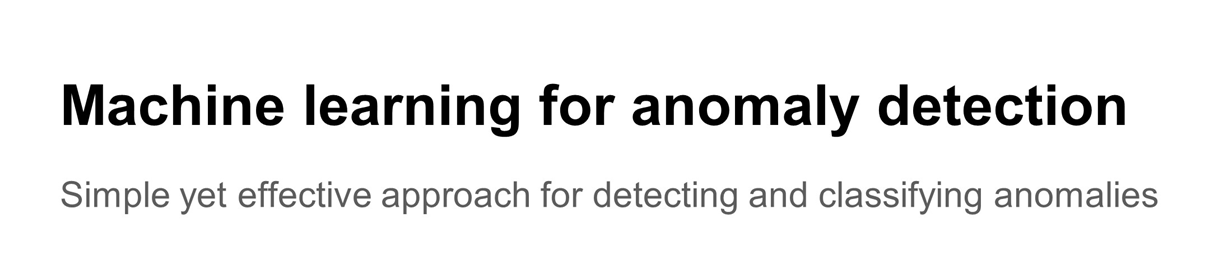 Machine learning for anomaly detection
Simple yet effective approach for detecting and classifying anomalies